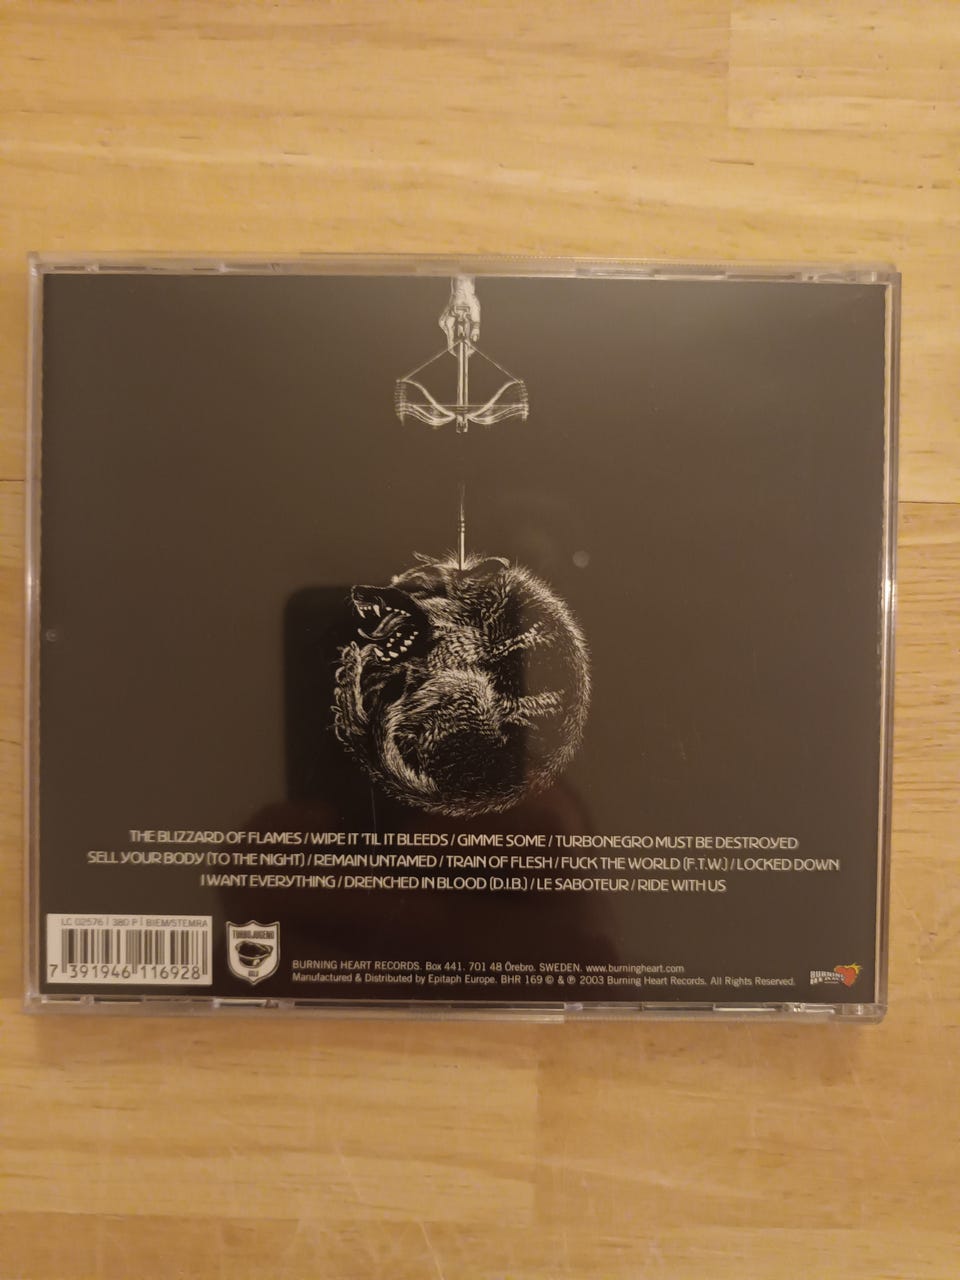 THE BLIZZARD OF FLAMES / WIPE IT 'TIL IT BLEEDS / GIMME SOME / TURBONEGRO MUST BE DESTROYED
SELL YOUR BODY (TO THE NIGHT) / REMAIN UNTAMED / TRAIN OF FLESH / FUCK THE WORLD (F.T.W.) / LOCKED DOWN
I WANT EVERYTHING / DRENCHED IN BLOOD (D.I.B.) / LE SABOTEUR / RIDE WITH US
LC 02576 | 380 P | BIEM/STEMRA
7 391946 116928
TURBOJUGEND
BURNING HEART RECORDS. Box 441. 701 48 Örebro. SWEDEN. www.burningheart.com
Manufactured & Distributed by Epitaph Europe. BHR 169 © & ℗ 2003 Burning Heart Records. All Rights Reserved.
BURNING
HEART